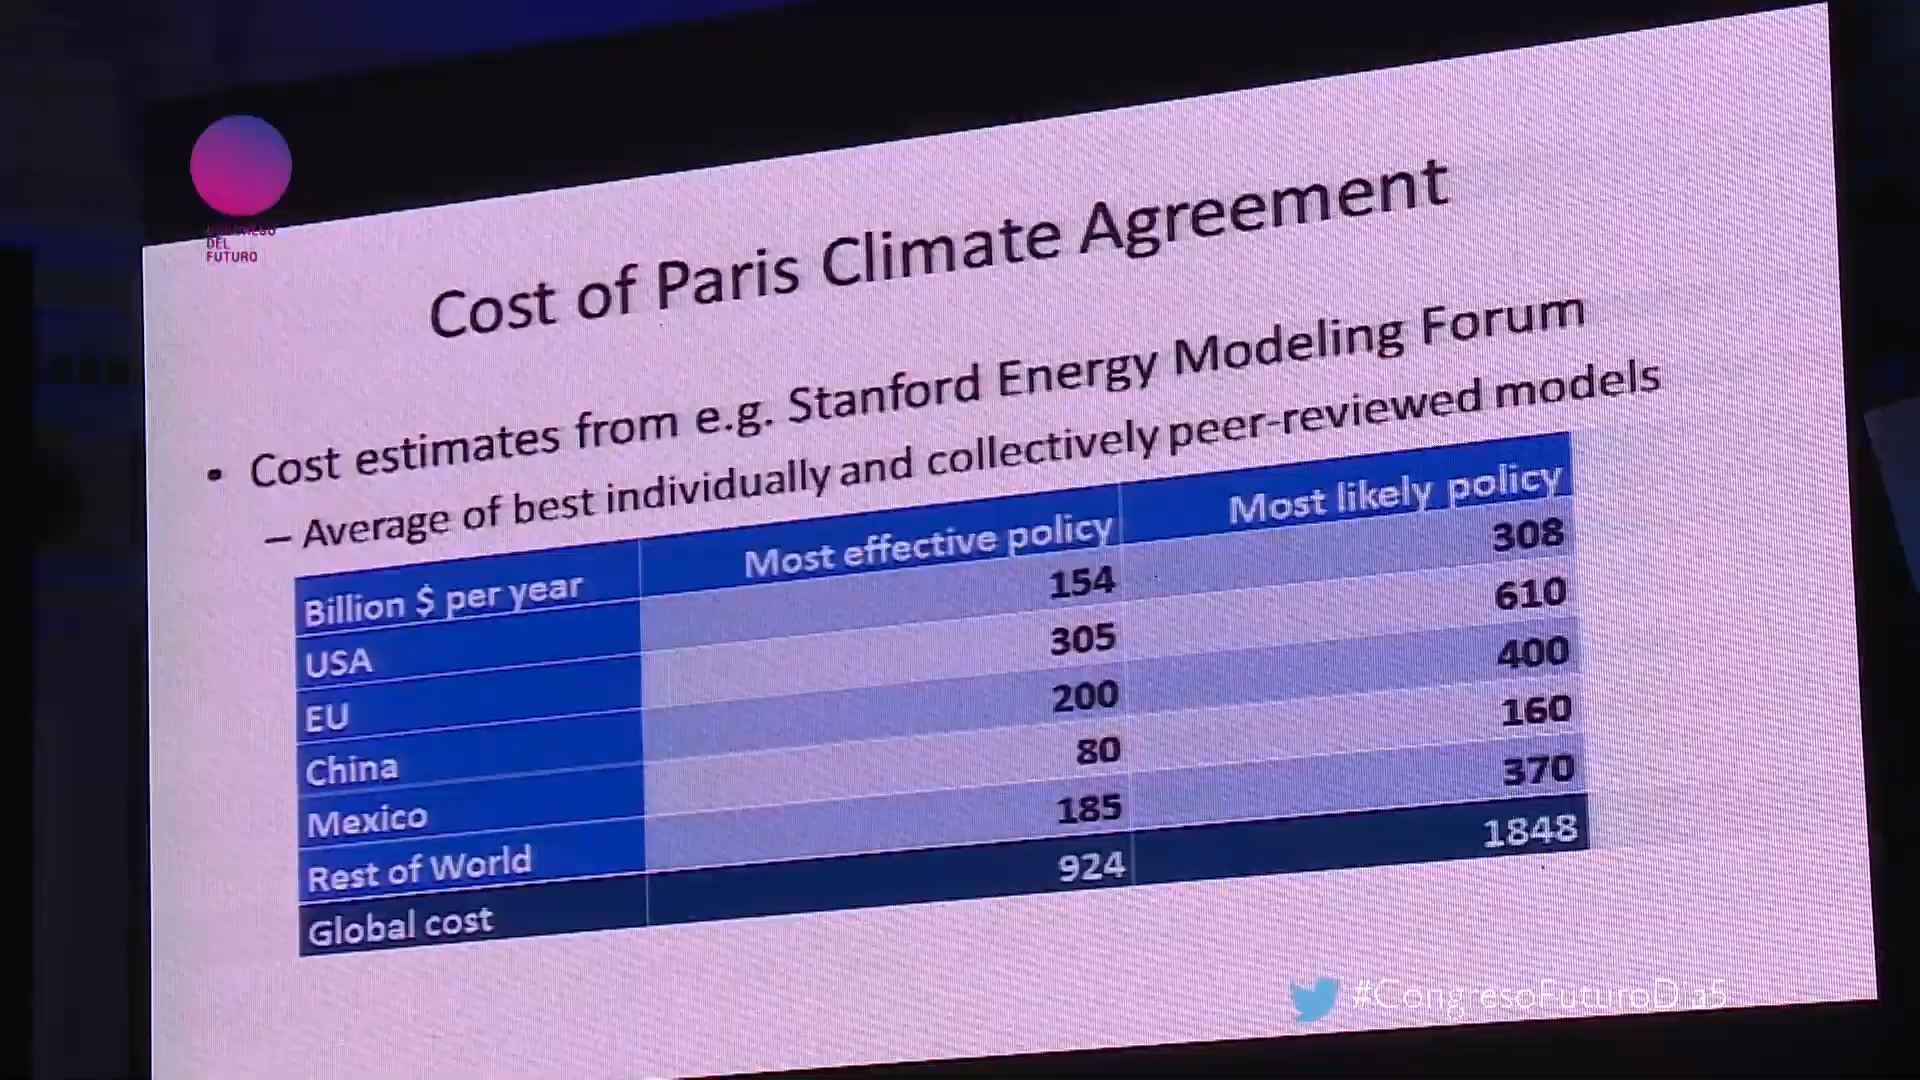 DEL
FUTURO
Cost of Paris Climate Agreement
• Cost estimates from e.g. Stanford Energy Modeling Forum
– Average of best individually and collectively peer-reviewed models
Billion $ per year Most effective policy Most likely policy
USA 154 308
EU 305 610
China 200 400
Mexico 80 160
Rest of World 185 370
Global cost 924 1848
#CongresoFuturoDia5